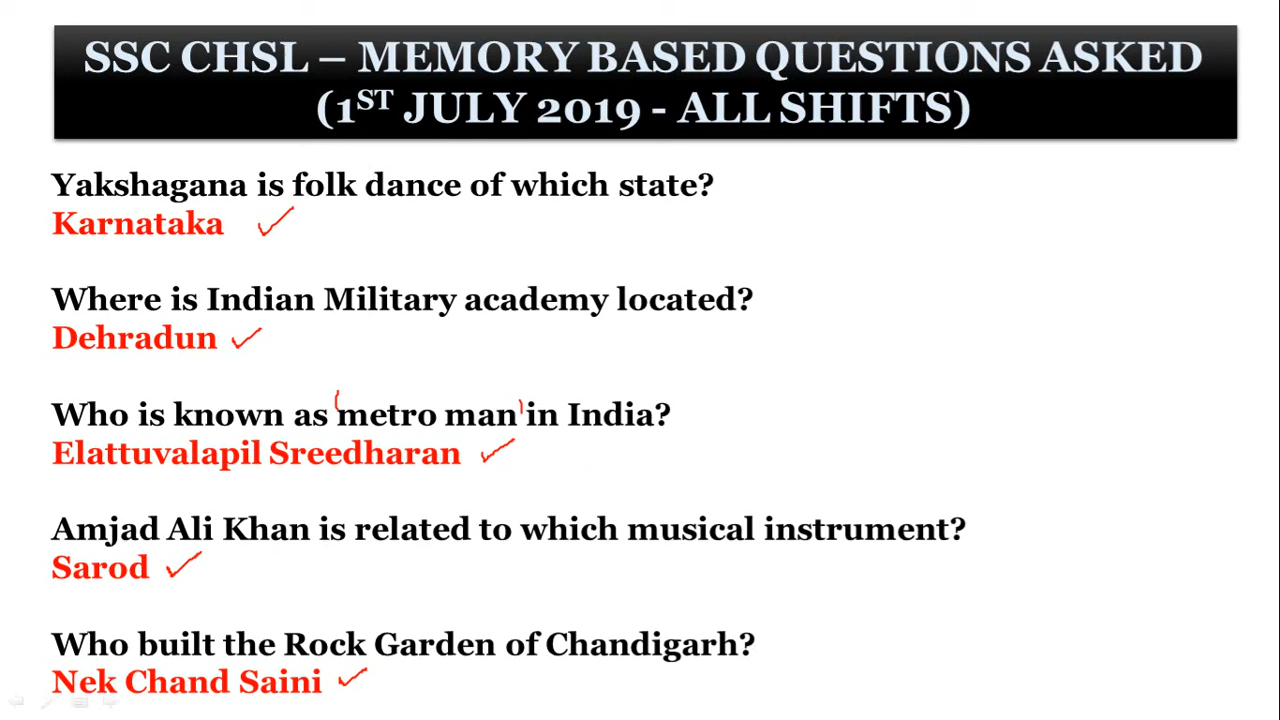 SSC CHSL – MEMORY BASED QUESTIONS ASKED
(1ST JULY 2019 - ALL SHIFTS)
Yakshagana is folk dance of which state?
Karnataka
Where is Indian Military academy located?
Dehradun
Who is known as 'metro man' in India?
Elattuvalapil Sreedharan
Amjad Ali Khan is related to which musical instrument?
Sarod
Who built the Rock Garden of Chandigarh?
Nek Chand Saini